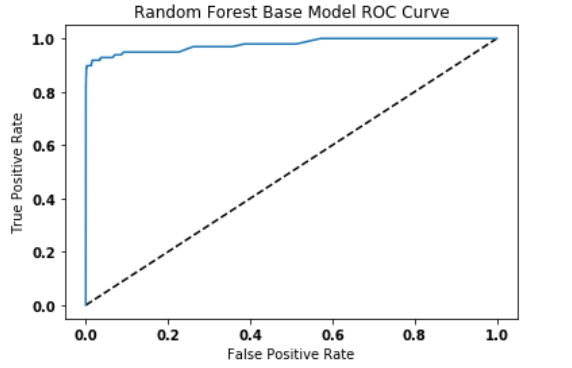 Random Forest Base Model ROC Curve
1.0
0.8
0.6
0.4
0.2
0.0
True Positive Rate
0.0 0.2 0.4 0.6 0.8 1.0
False Positive Rate